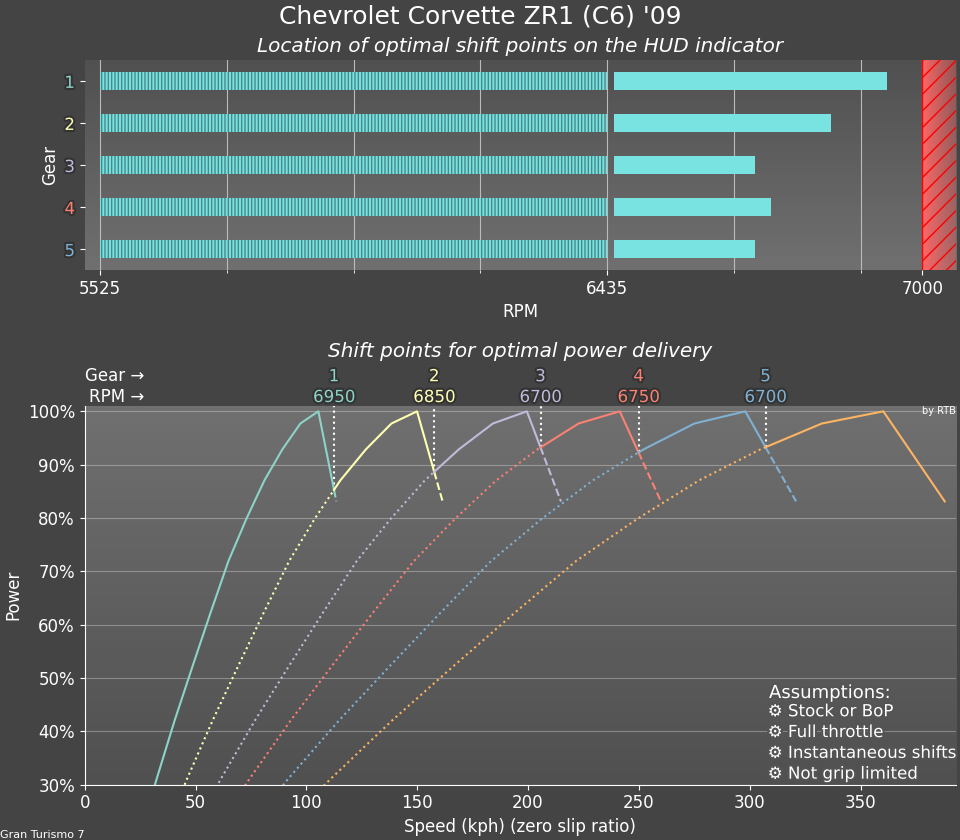 Chevrolet Corvette ZR1 (C6) '09
Location of optimal shift points on the HUD indicator
Gear
1
2
3
4
5
5525 6435 7000
RPM
Shift points for optimal power delivery
Gear → 1 2 3 4 5
RPM → 6950 6850 6700 6750 6700
by RTB
Power
100%
90%
80%
70%
60%
50%
40%
30%
Assumptions:
⚙ Stock or BoP
⚙ Full throttle
⚙ Instantaneous shifts
⚙ Not grip limited
0 50 100 150 200 250 300 350
Speed (kph) (zero slip ratio)
Gran Turismo 7